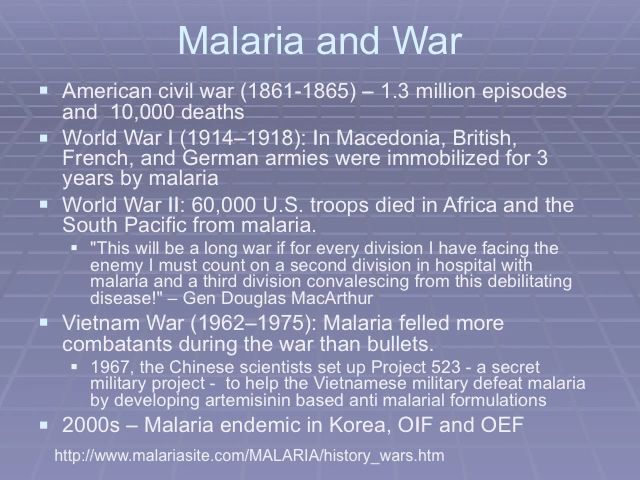 Malaria and War
American civil war (1861-1865) – 1.3 million episodes
and  10,000 deaths
World War I (1914–1918): In Macedonia, British,
French, and German armies were immobilized for 3
years by malaria
World War II: 60,000 U.S. troops died in Africa and the
South Pacific from malaria.
"This will be a long war if for every division I have facing the
enemy I must count on a second division in hospital with
malaria and a third division convalescing from this debilitating
disease!" – Gen Douglas MacArthur
Vietnam War (1962–1975): Malaria felled more
combatants during the war than bullets.
1967, the Chinese scientists set up Project 523 - a secret
military project -  to help the Vietnamese military defeat malaria
by developing artemisinin based anti malarial formulations
2000s – Malaria endemic in Korea, OIF and OEF
http://www.malariasite.com/MALARIA/history_wars.htm